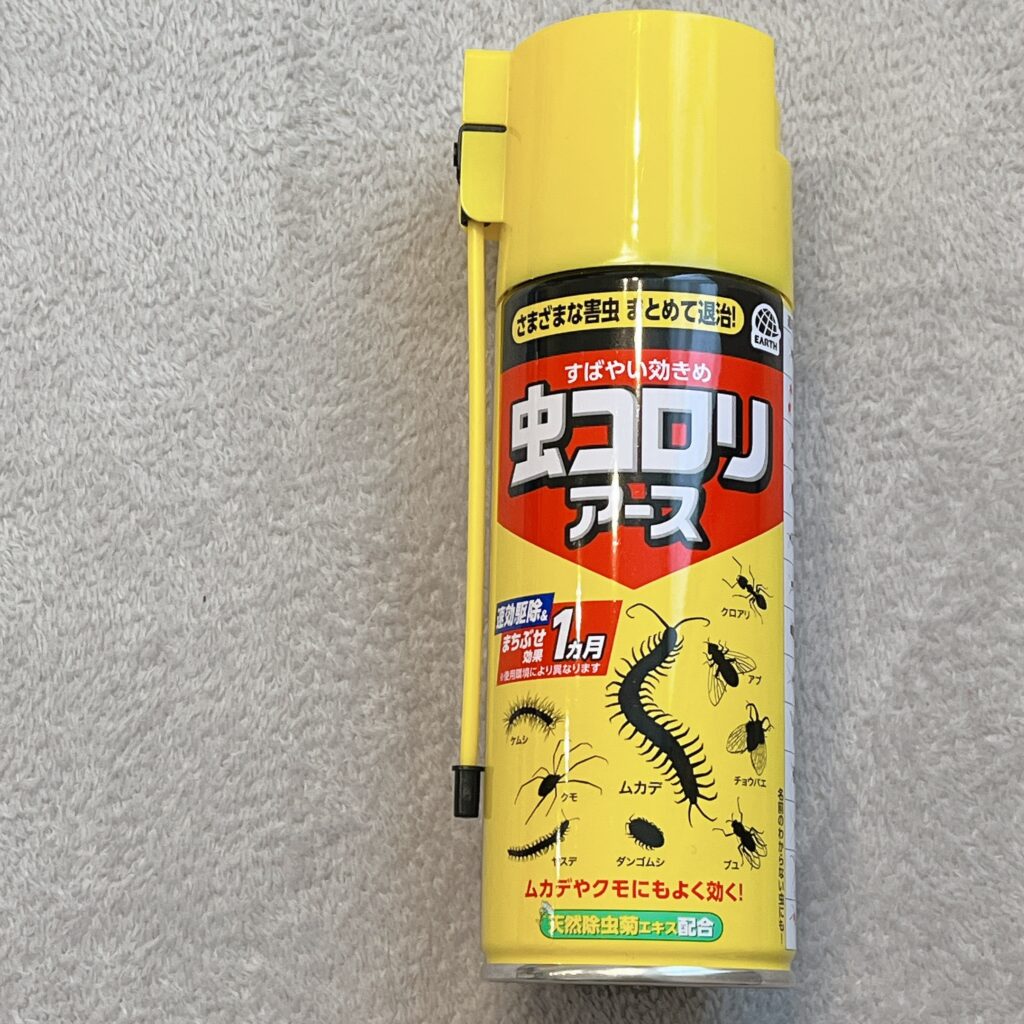 さまざまな害虫 まとめて退治!
EARTH
すばやい効きめ
虫コロリ
アース
速効駆除&
まちぶせ
効果
1ヵ月
※使用環境により異なります
クロアリ
アブ
ケムシ
チョウバエ
ムカデ
クモ
ヤスデ
ダンゴムシ
ブユ
ムカデやクモにもよく効く!
天然除虫菊エキス配合